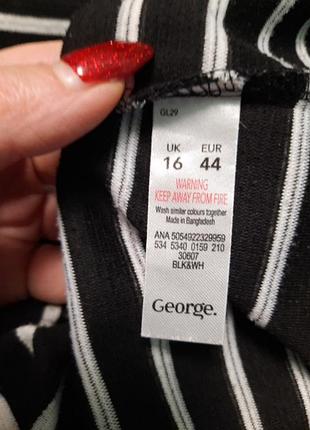 GL29
UK EUR
16 44
WARNING
KEEP AWAY FROM FIRE
Wash similar colours together
Made in Bangladesh
ANA 5054922329959
534 5340 0159 210
30607
BLK&WH
George.